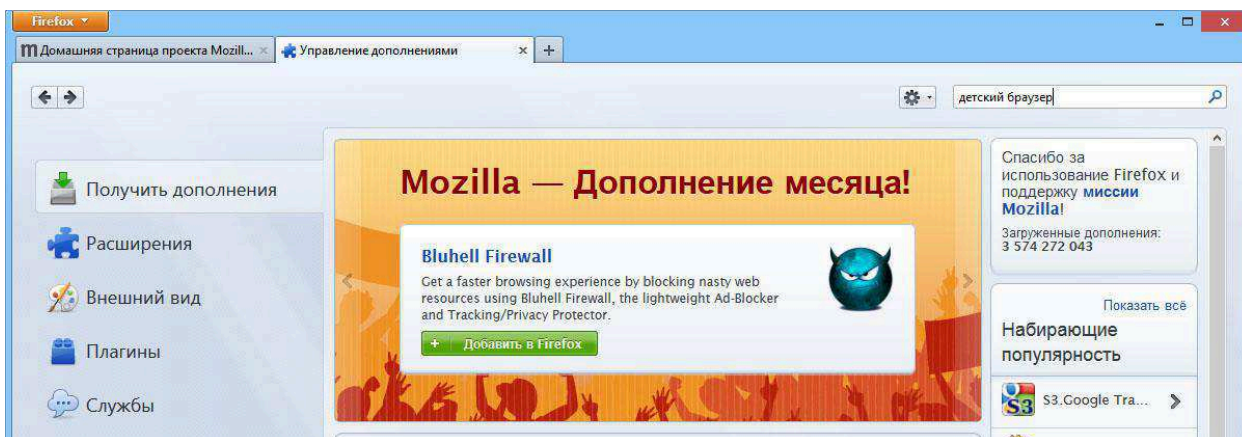 Firefox
m Домашняя страница проекта Mozill...
Управление дополнениями
детский браузер
Получить дополнения
Расширения
Внешний вид
Плагины
Службы
Mozilla — Дополнение месяца!
Bluhell Firewall
Get a faster browsing experience by blocking nasty web
resources using Bluhell Firewall, the lightweight Ad-Blocker
and Tracking/Privacy Protector.
+ Добавить в Firefox
Спасибо за
использование Firefox и
поддержку миссии
Mozilla!
Загруженные дополнения:
3 574 272 043
Показать всё
Набирающие
популярность
S3
S3.Google Tra...